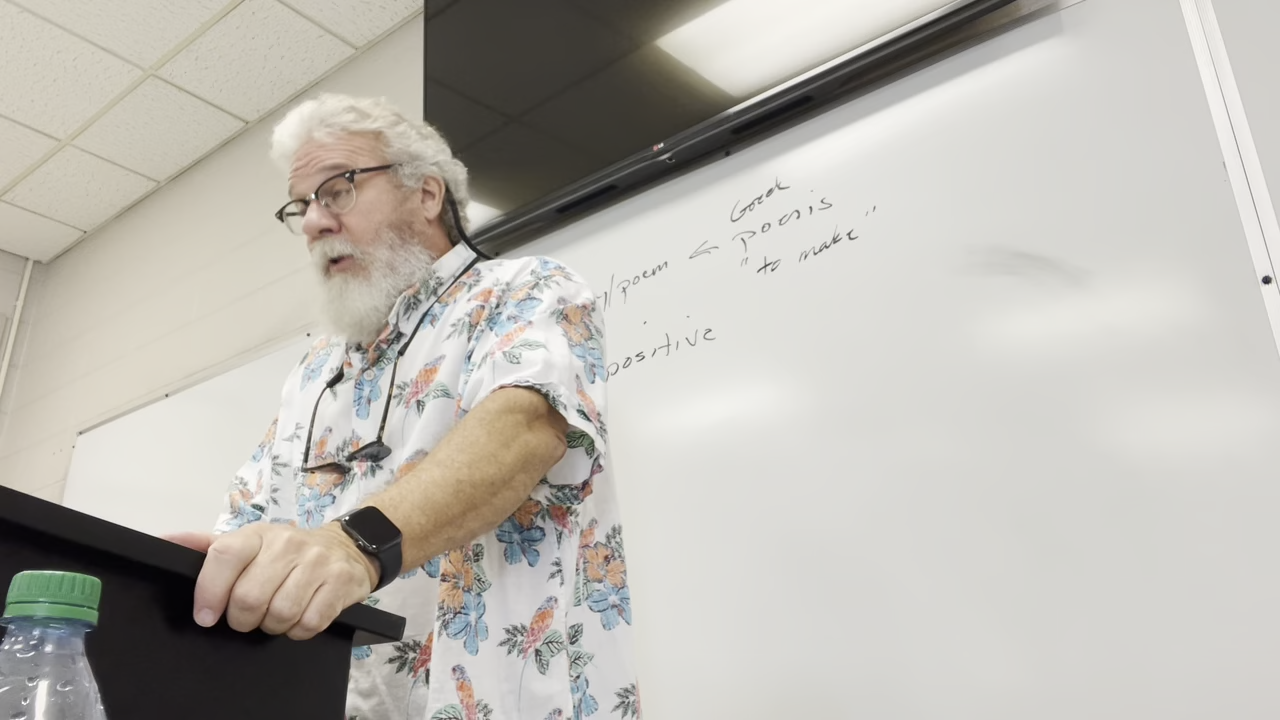 Greek
/poem ← poesis
"to make"
positive